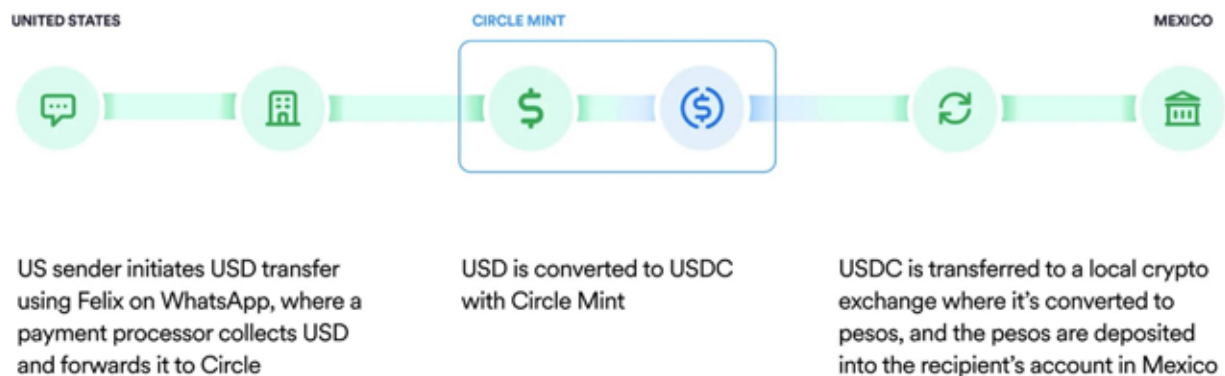 UNITED STATES
CIRCLE MINT
MEXICO
$
$
US sender initiates USD transfer
using Felix on WhatsApp, where a
payment processor collects USD
and forwards it to Circle
USD is converted to USDC
with Circle Mint
USDC is transferred to a local crypto
exchange where it's converted to
pesos, and the pesos are deposited
into the recipient's account in Mexico